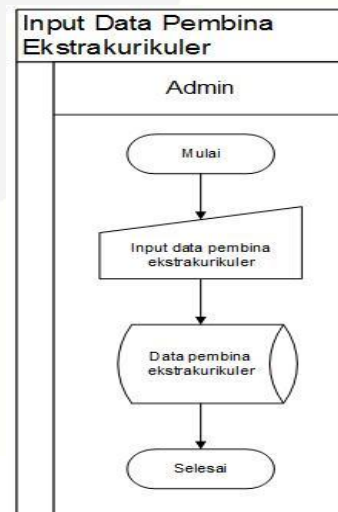 Input Data Pembina
Ekstrakurikuler
Admin
Mulai
Input data pembina
ekstrakurikuler
Data pembina
ekstrakurikuler
Selesai